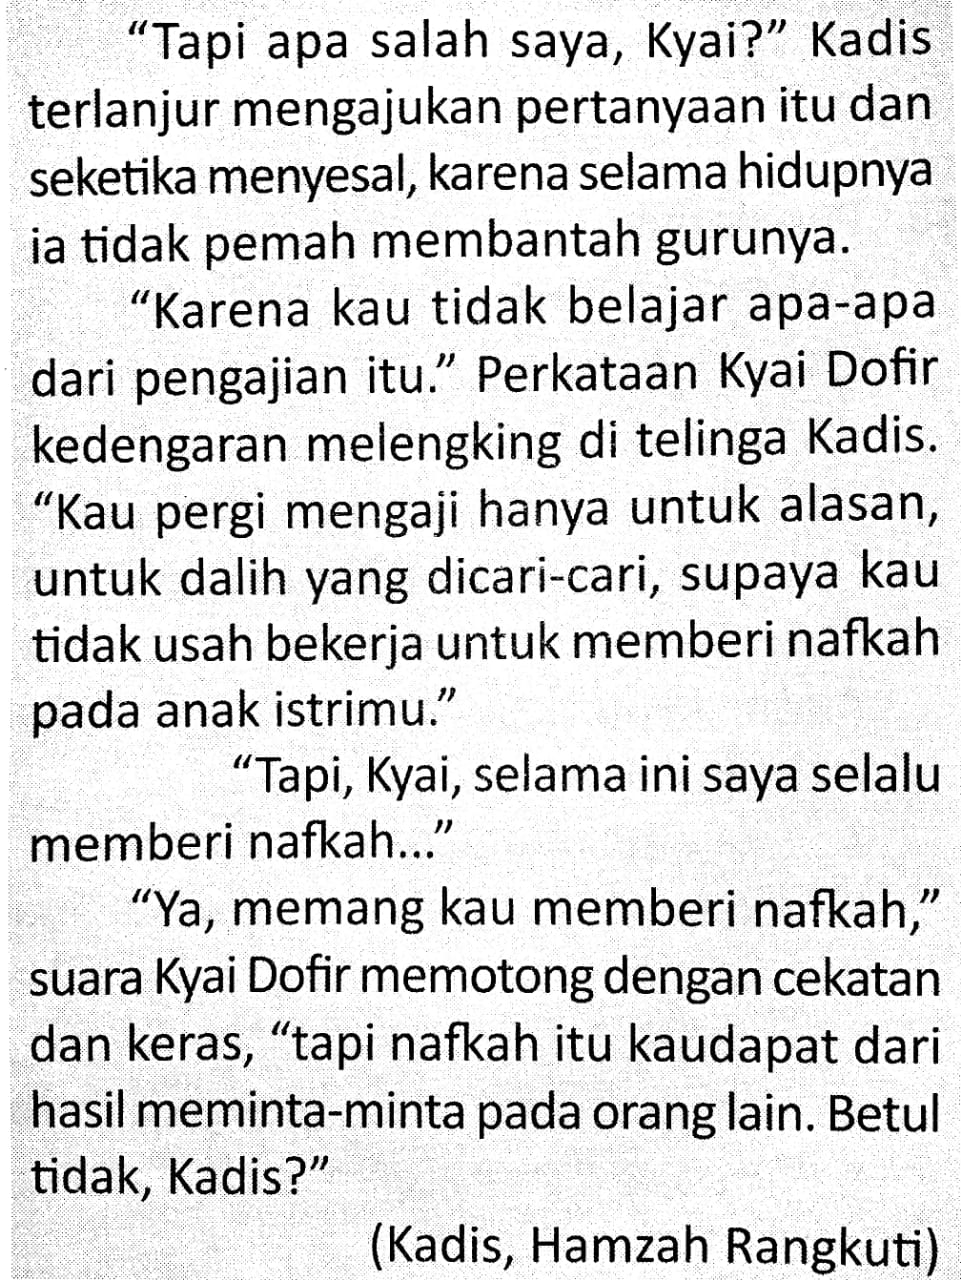 “Tapi apa salah saya, Kyai?” Kadis
terlanjur mengajukan pertanyaan itu dan
seketika menyesal, karena selama hidupnya
ia tidak pemah membantah gurunya.
“Karena kau tidak belajar apa-apa
dari pengajian itu.” Perkataan Kyai Dofir
kedengaran melengking di telinga Kadis.
“Kau pergi mengaji hanya untuk alasan,
untuk dalih yang dicari-cari, supaya kau
tidak usah bekerja untuk memberi nafkah
pada anak istrimu.”
“Tapi, Kyai, selama ini saya selalu
memberi nafkah...”
“Ya, memang kau memberi nafkah,”
suara Kyai Dofir memotong dengan cekatan
dan keras, “tapi nafkah itu kaudapat dari
hasil meminta-minta pada orang lain. Betul
tidak, Kadis?”
(Kadis, Hamzah Rangkuti)